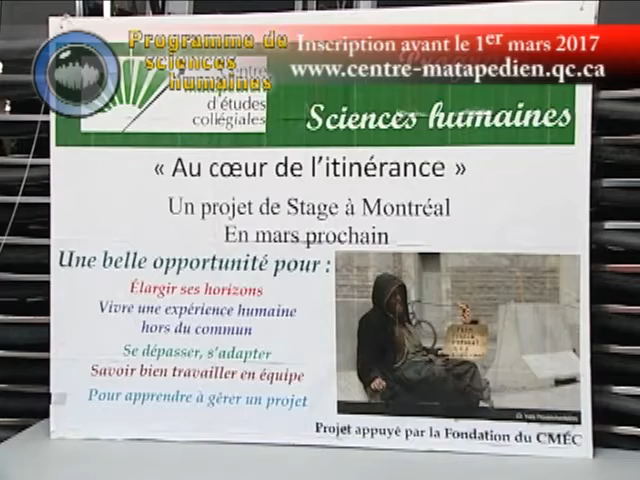 Programme de
sciences
humaines
Inscription avant le 1er mars 2017
www.centre-matapedien.qc.ca
d'études
collégiales
Sciences humaines
« Au cœur de l'itinérance »
Un projet de Stage à Montréal
En mars prochain
Une belle opportunité pour :
Élargir ses horizons
Vivre une expérience humaine
hors du commun
Se dépasser, s'adapter
Savoir bien travailler en équipe
Pour apprendre à gérer un projet
Projet appuyé par la Fondation du CMÉC